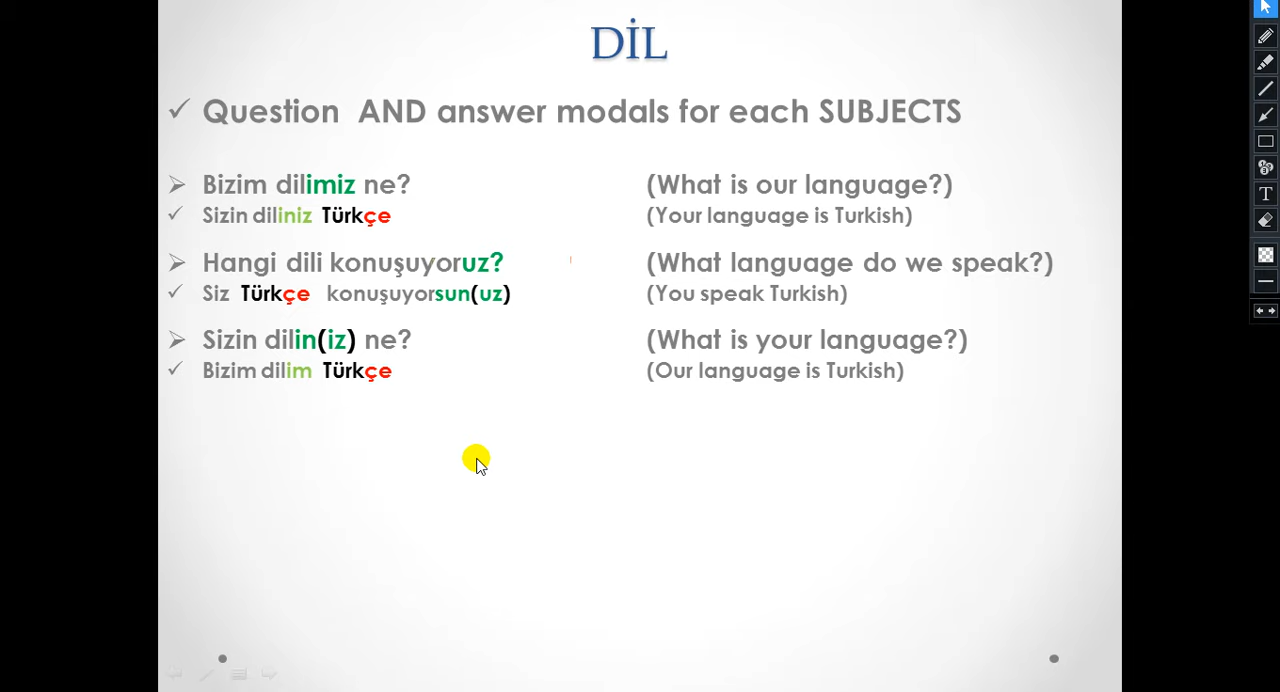 DİL
Question AND answer modals for each SUBJECTS
Bizim dilimiz ne? (What is our language?)
Sizin diliniz Türkçe (Your language is Turkish)
Hangi dili konuşuyoruz? (What language do we speak?)
Siz Türkçe konuşuyorsun(uz) (You speak Turkish)
Sizin dilin(iz) ne? (What is your language?)
Bizim dilim Türkçe (Our language is Turkish)